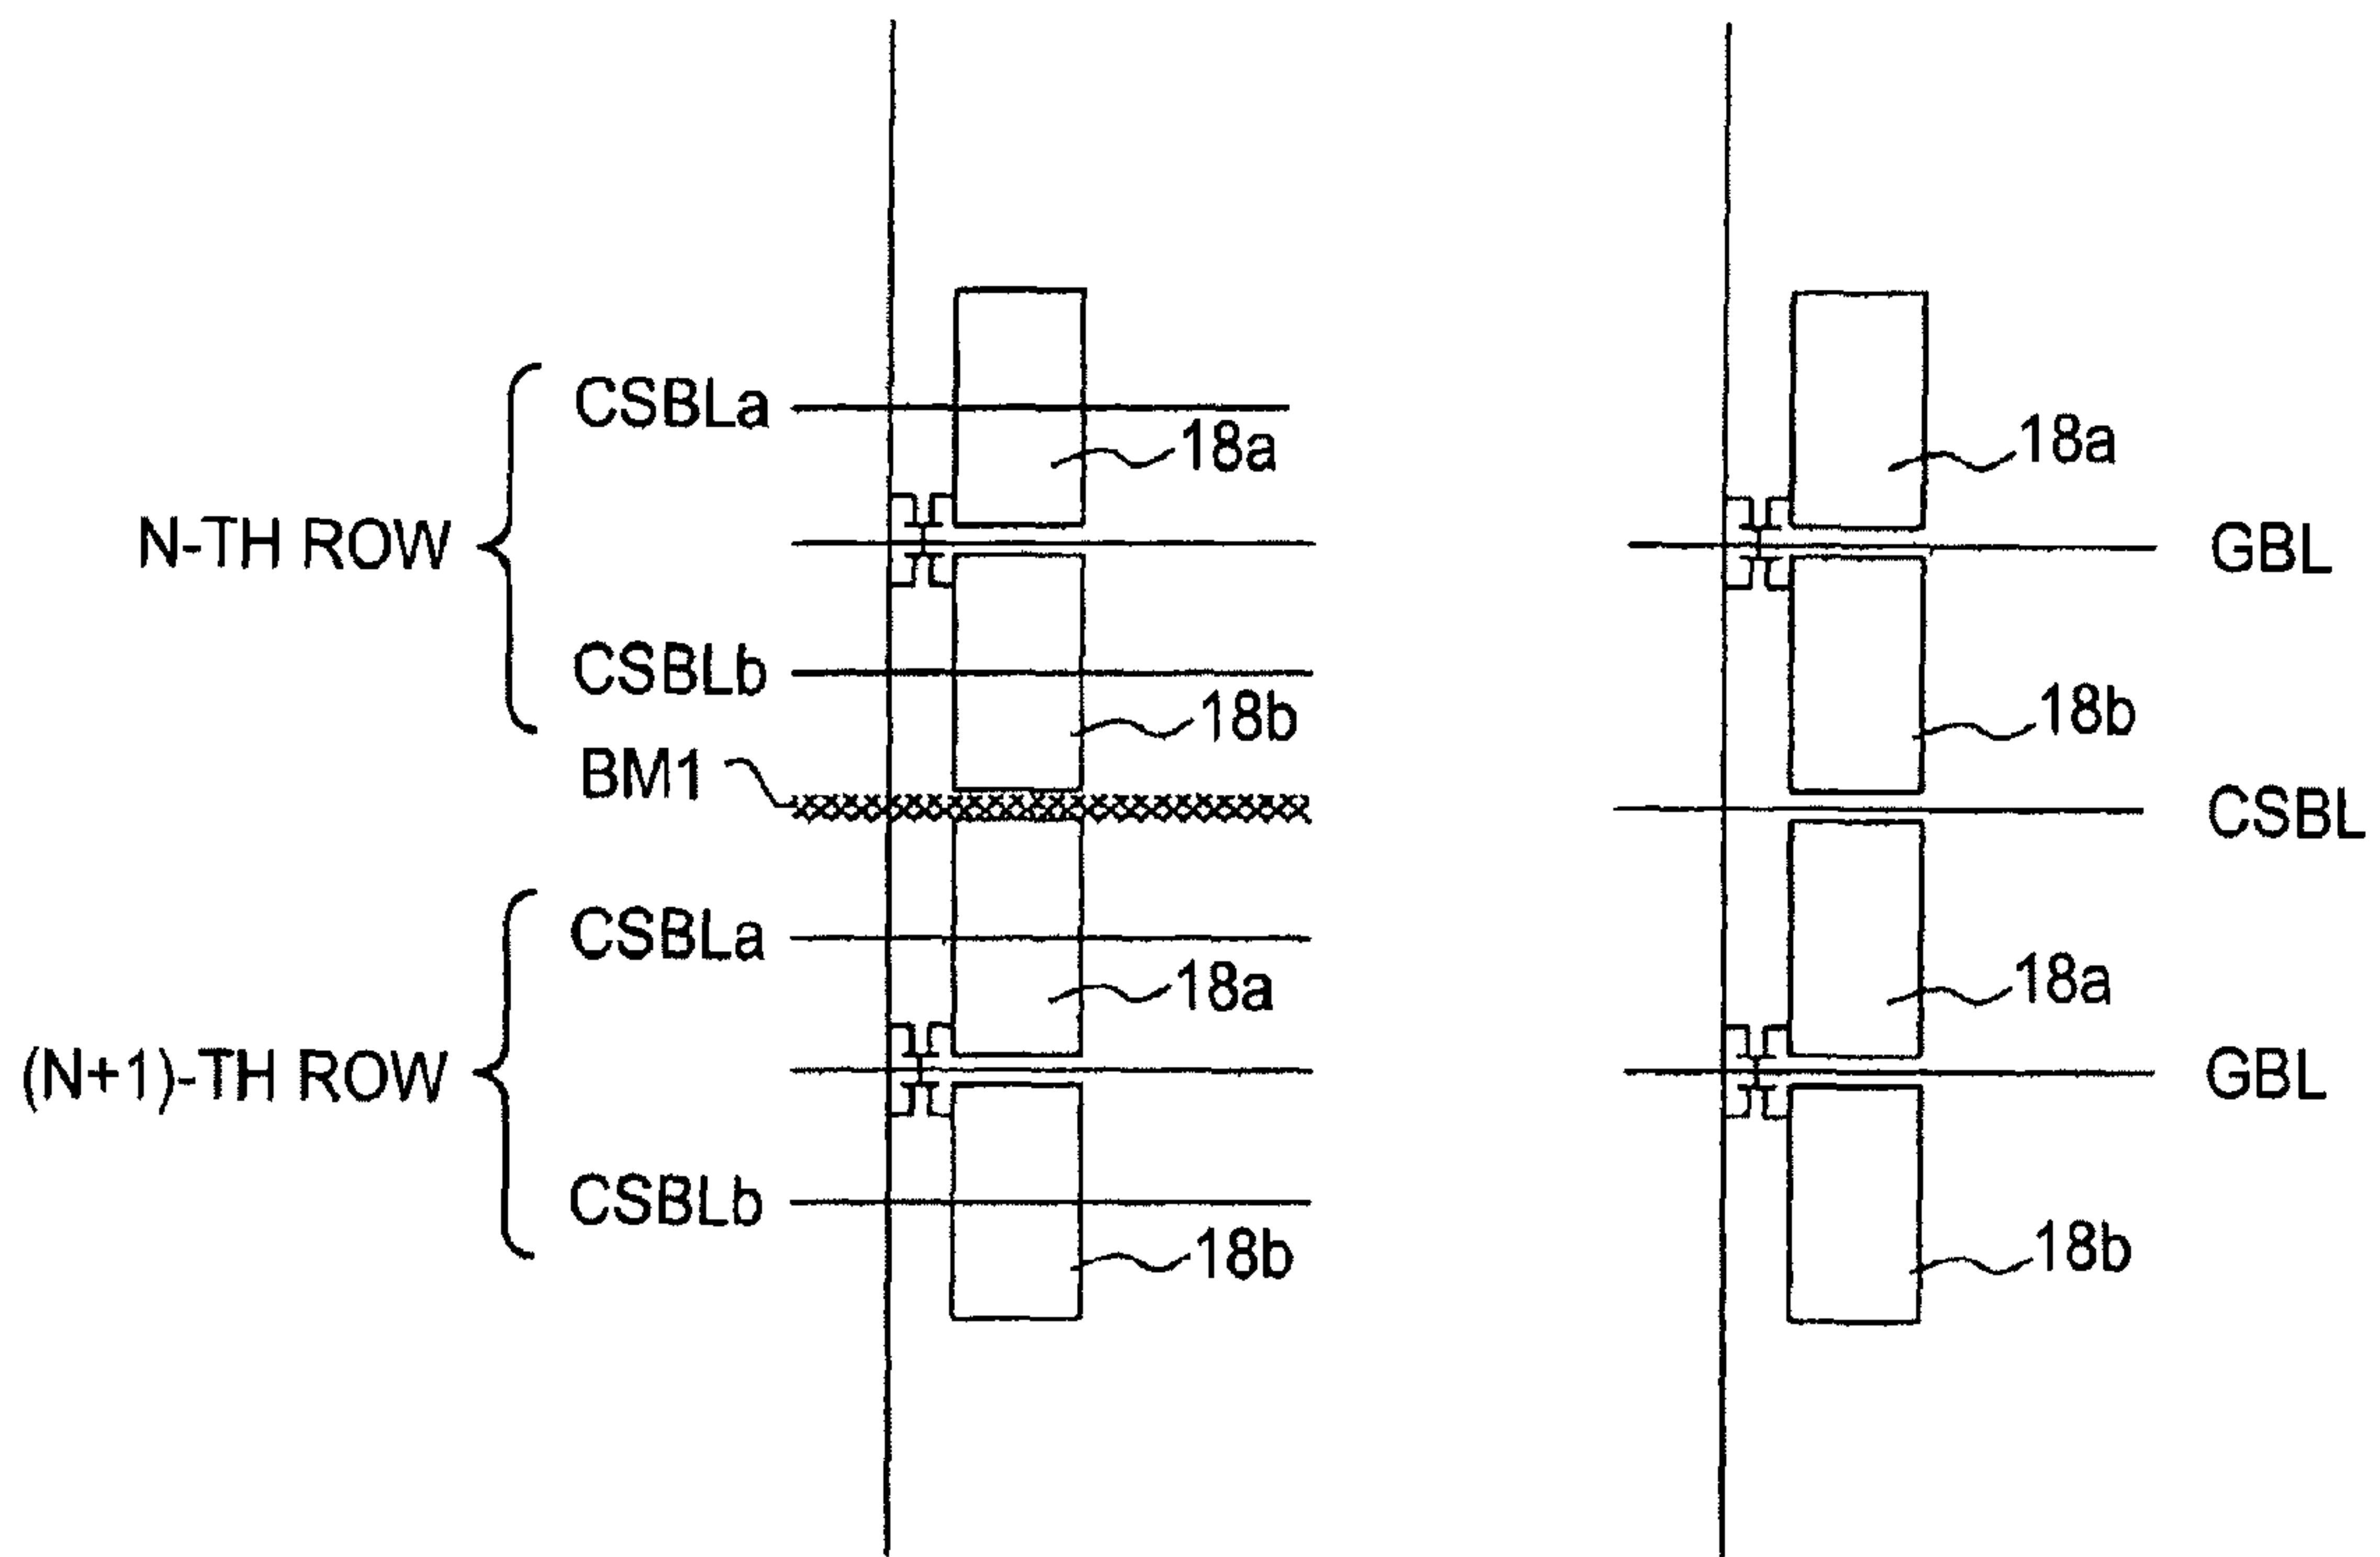 CSBLa
18a
N-TH ROW
CSBLb
18b
BM1
CSBLa
18a
(N+1)-TH ROW
CSBLb
18b
18a
GBL
18b
CSBL
18a
GBL
18b